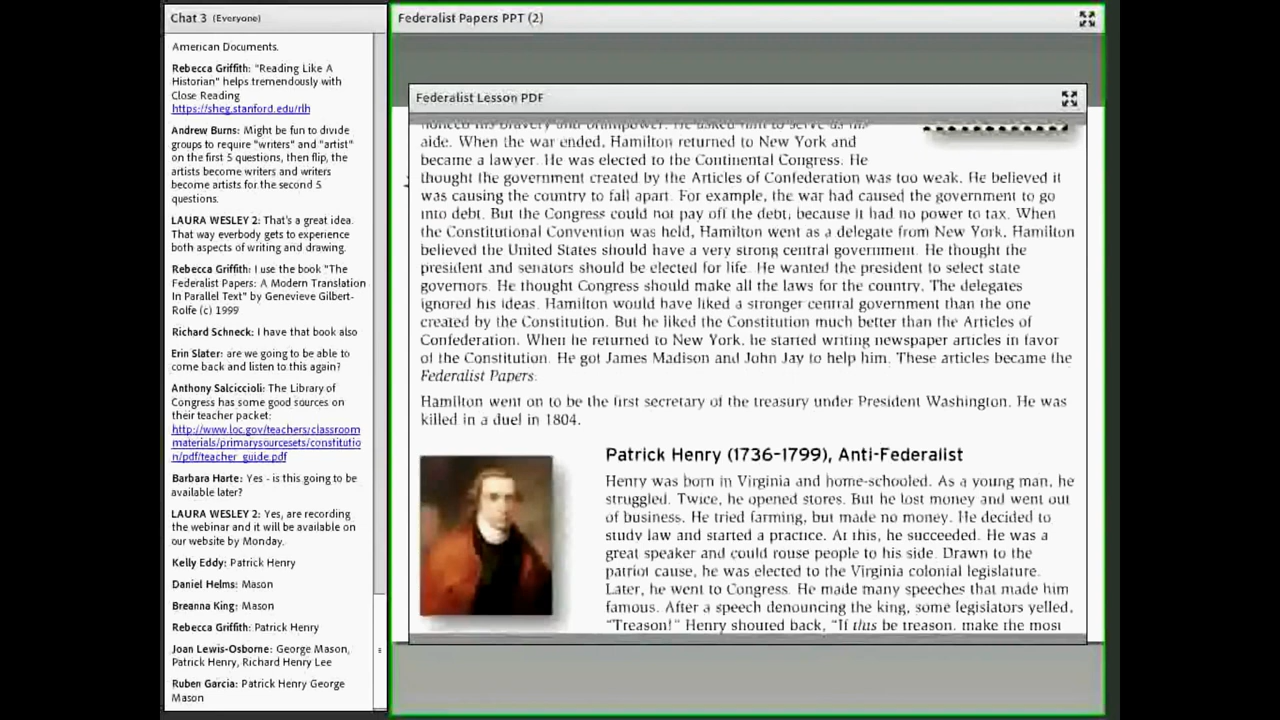 Chat 3 (Everyone)
American Documents.
Rebecca Griffith: "Reading Like A
Historian" helps tremendously with
Close Reading
https://sheg.stanford.edu/rlh
Andrew Burns: Might be fun to divide
groups to require "writers" and "artist"
on the first 5 questions, then flip, the
artists become writers and writers
become artists for the second 5
questions.
LAURA WESLEY 2: That's a great idea.
That way everbody gets to experience
both aspects of writing and drawing.
Rebecca Griffith: I use the book "The
Federalist Papers: A Modern Translation
In Parallel Text" by Genevieve Gilbert-
Rolfe (c) 1999
Richard Schneck: I have that book also
Erin Slater: are we going to be able to
come back and listen to this again?
Anthony Salciccioli: The Library of
Congress has some good sources on
their teacher packet:
http://www.loc.gov/teachers/classroom
materials/primarysourcesets/constitutio
n/pdf/teacher_guide.pdf
Barbara Harte: Yes - is this going to be
available later?
LAURA WESLEY 2: Yes, are recording
the webinar and it will be available on
our website by Monday.
Kelly Eddy: Patrick Henry
Daniel Helms: Mason
Breanna King: Mason
Rebecca Griffith: Patrick Henry
Joan Lewis-Osborne: George Mason,
Patrick Henry, Richard Henry Lee
Ruben Garcia: Patrick Henry George
Mason
Federalist Papers PPT (2)
Federalist Lesson PDF
his bravery and He asked him to serve as his
aide. When the war ended, Hamilton returned to New York and
became a lawyer. He was elected to the Continental Congress. He
thought the government created by the Articles of Confederation was too weak. He believed it
was causing the country to fall apart. For example, the war had caused the government to go
into debt. But the Congress could not pay off the debt, because it had no power to tax. When
the Constitutional Convention was held, Hamilton went as a delegate from New York. Hamilton
believed the United States should have a very strong central government. He thought the
president and senators should be elected for life. He wanted the president to select state
governors. He thought Congress should make all the laws for the country. The delegates
ignored his ideas. Hamilton would have liked a stronger central government than the one
created by the Constitution. But he liked the Constitution much better than the Articles of
Confederation. When he returned to New York, he started writing newspaper articles in favor
of the Constitution. He got James Madison and John Jay to help him. These articles became the
Federalist Papers.
Hamilton went on to be the first secretary of the treasury under President Washington. He was
killed in a duel in 1804.
Patrick Henry (1736–1799), Anti-Federalist
Henry was born in Virginia and home-schooled. As a young man, he
struggled. Twice, he opened stores. But he lost money and went out
of business. He tried farming, but made no money. He decided to
study law and started a practice. At this, he succeeded. He was a
great speaker and could rouse people to his side. Drawn to the
patriot cause, he was elected to the Virginia colonial legislature.
Later, he went to Congress. He made many speeches that made him
famous. After a speech denouncing the king, some legislators yelled,
"Treason!" Henry shouted back, "If this be treason, make the most